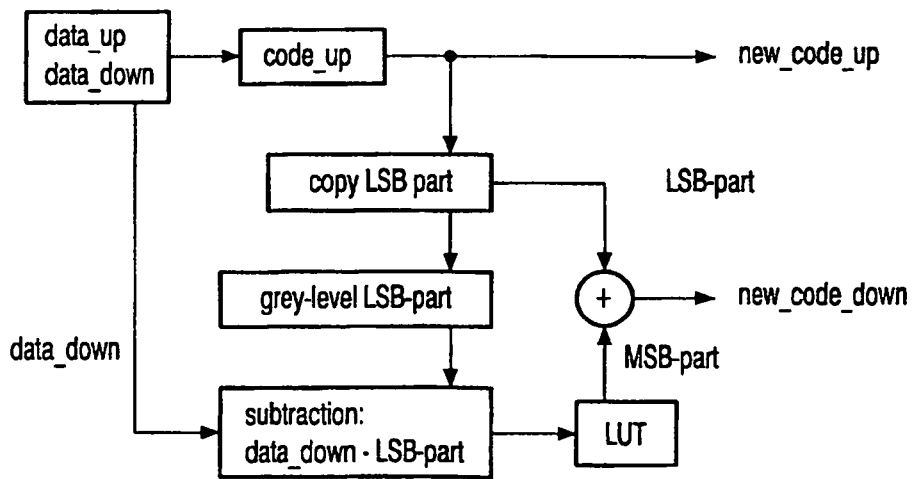 data_up
data_down
code_up
new_code_up
copy LSB part
LSB-part
grey-level LSB-part
+
new_code_down
data_down
MSB-part
subtraction:
data_down - LSB-part
LUT